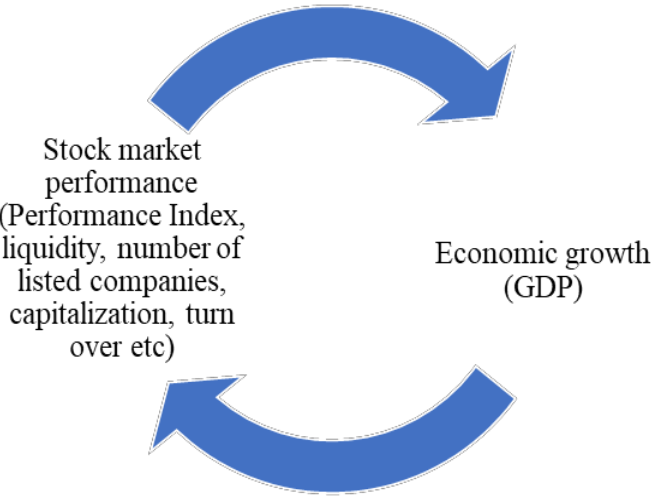 Stock market
performance
(Performance Index,
liquidity, number of
listed companies,
capitalization, turn
over etc)
Economic growth
(GDP)